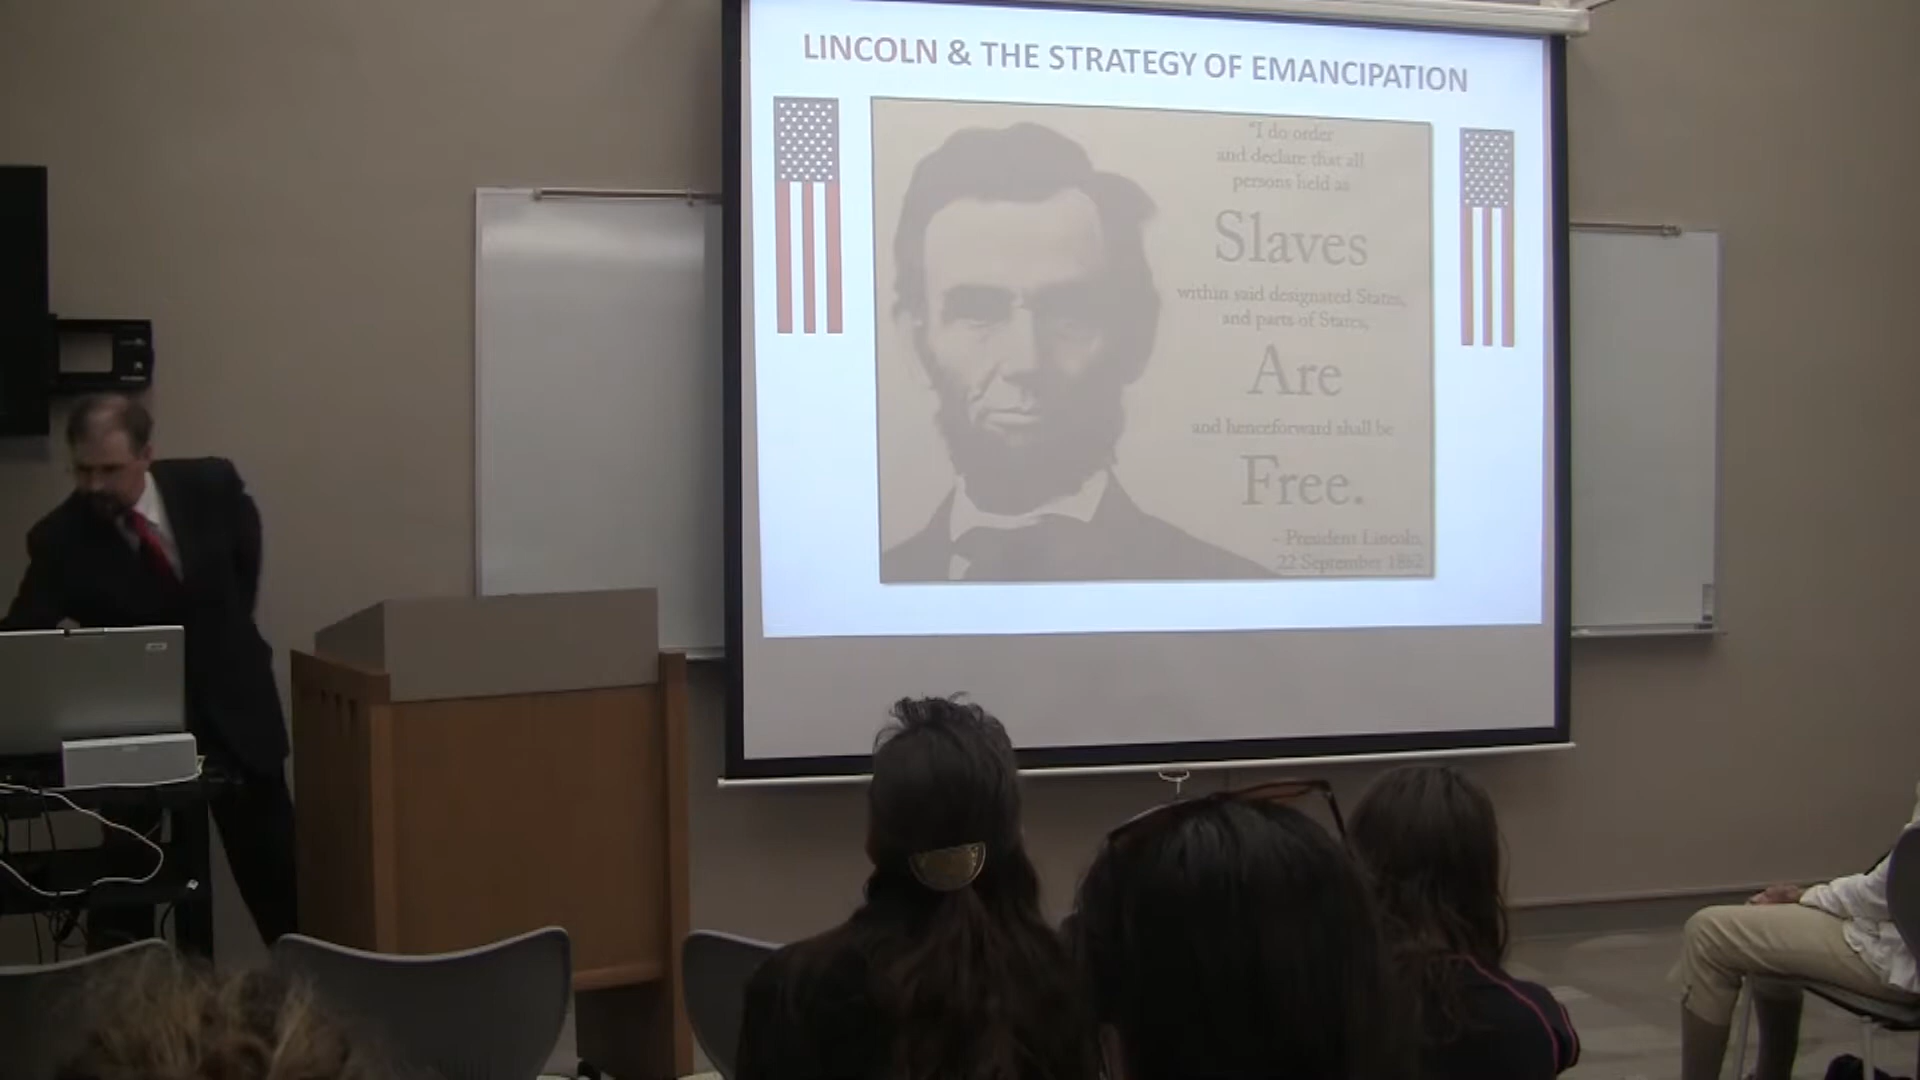 LINCOLN & THE STRATEGY OF EMANCIPATION
"I do order
and declare that all
persons held as
Slaves
within said designated States,
and parts of States,
Are
and henceforward shall be
Free.
- President Lincoln,
22 September 1862